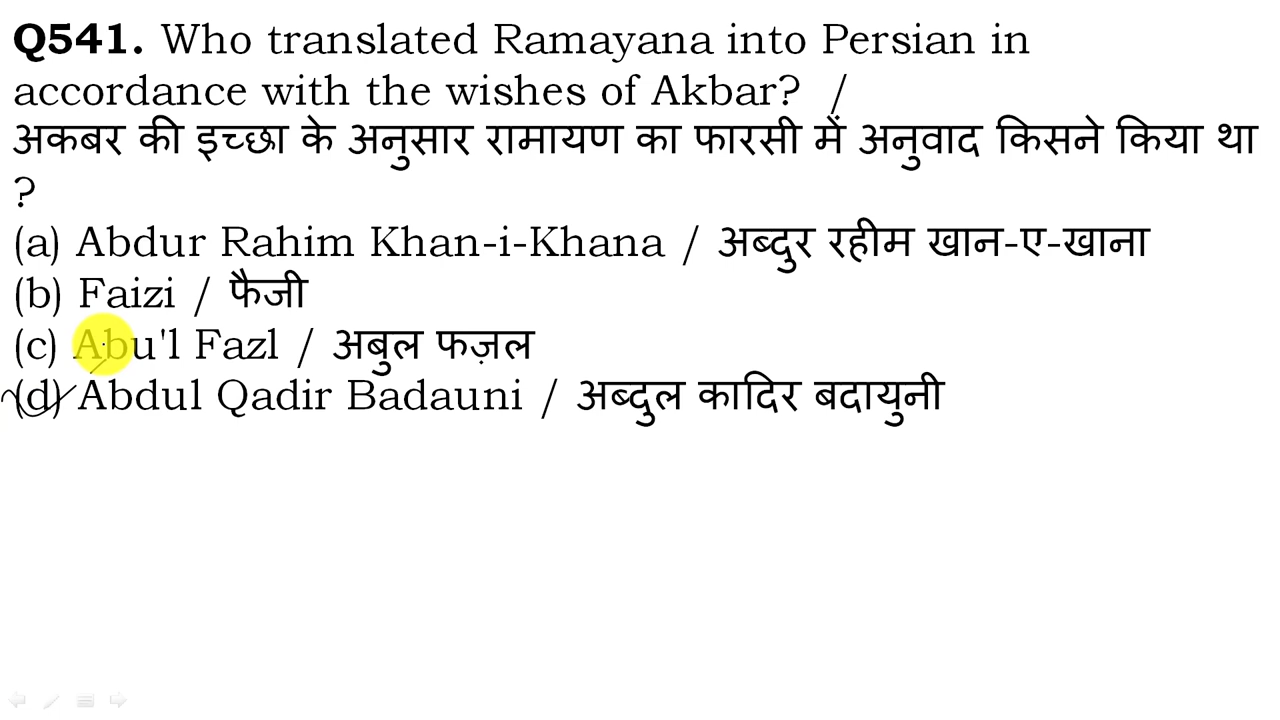 Q541. Who translated Ramayana into Persian in
accordance with the wishes of Akbar? /
अकबर की इच्छा के अनुसार रामायण का फारसी में अनुवाद किसने किया था
?
(a) Abdur Rahim Khan-i-Khana / अब्दुर रहीम खान-ए-खाना
(b) Faizi / फैजी
(c) Abu'l Fazl / अबुल फज़ल
(d) Abdul Qadir Badauni / अब्दुल कादिर बदायुनी